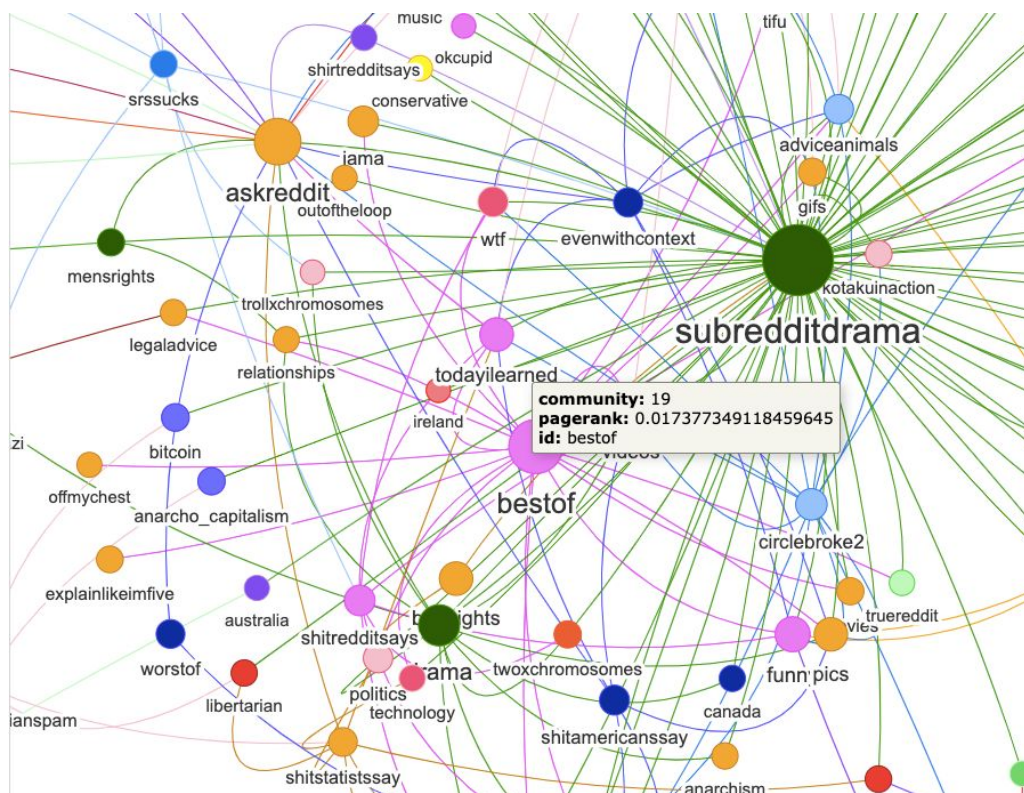 music
tifu
okcupid
shirtredditsays
srssucks
conservative
adviceanimals
iama
askreddit
outoftheloop
gifs
wtf
evenwithcontext
mensrights
kotakuinaction
trollxchromosomes
subredditdrama
legaladvice
relationships
todayilearned
community: 19
pagerank: 0.017377349118459645
id: bestof
ireland
zi
bitcoin
videos
offmychest
bestof
anarcho_capitalism
circlebroke2
explainlikeimfive
australia
truereddit
b ights
vies
shitredditsays
worstof
rama
twoxchromosomes
funn
pics
politics
libertarian
technology
canada
ianspam
shitamericanssay
shitstatistssay
anarchism